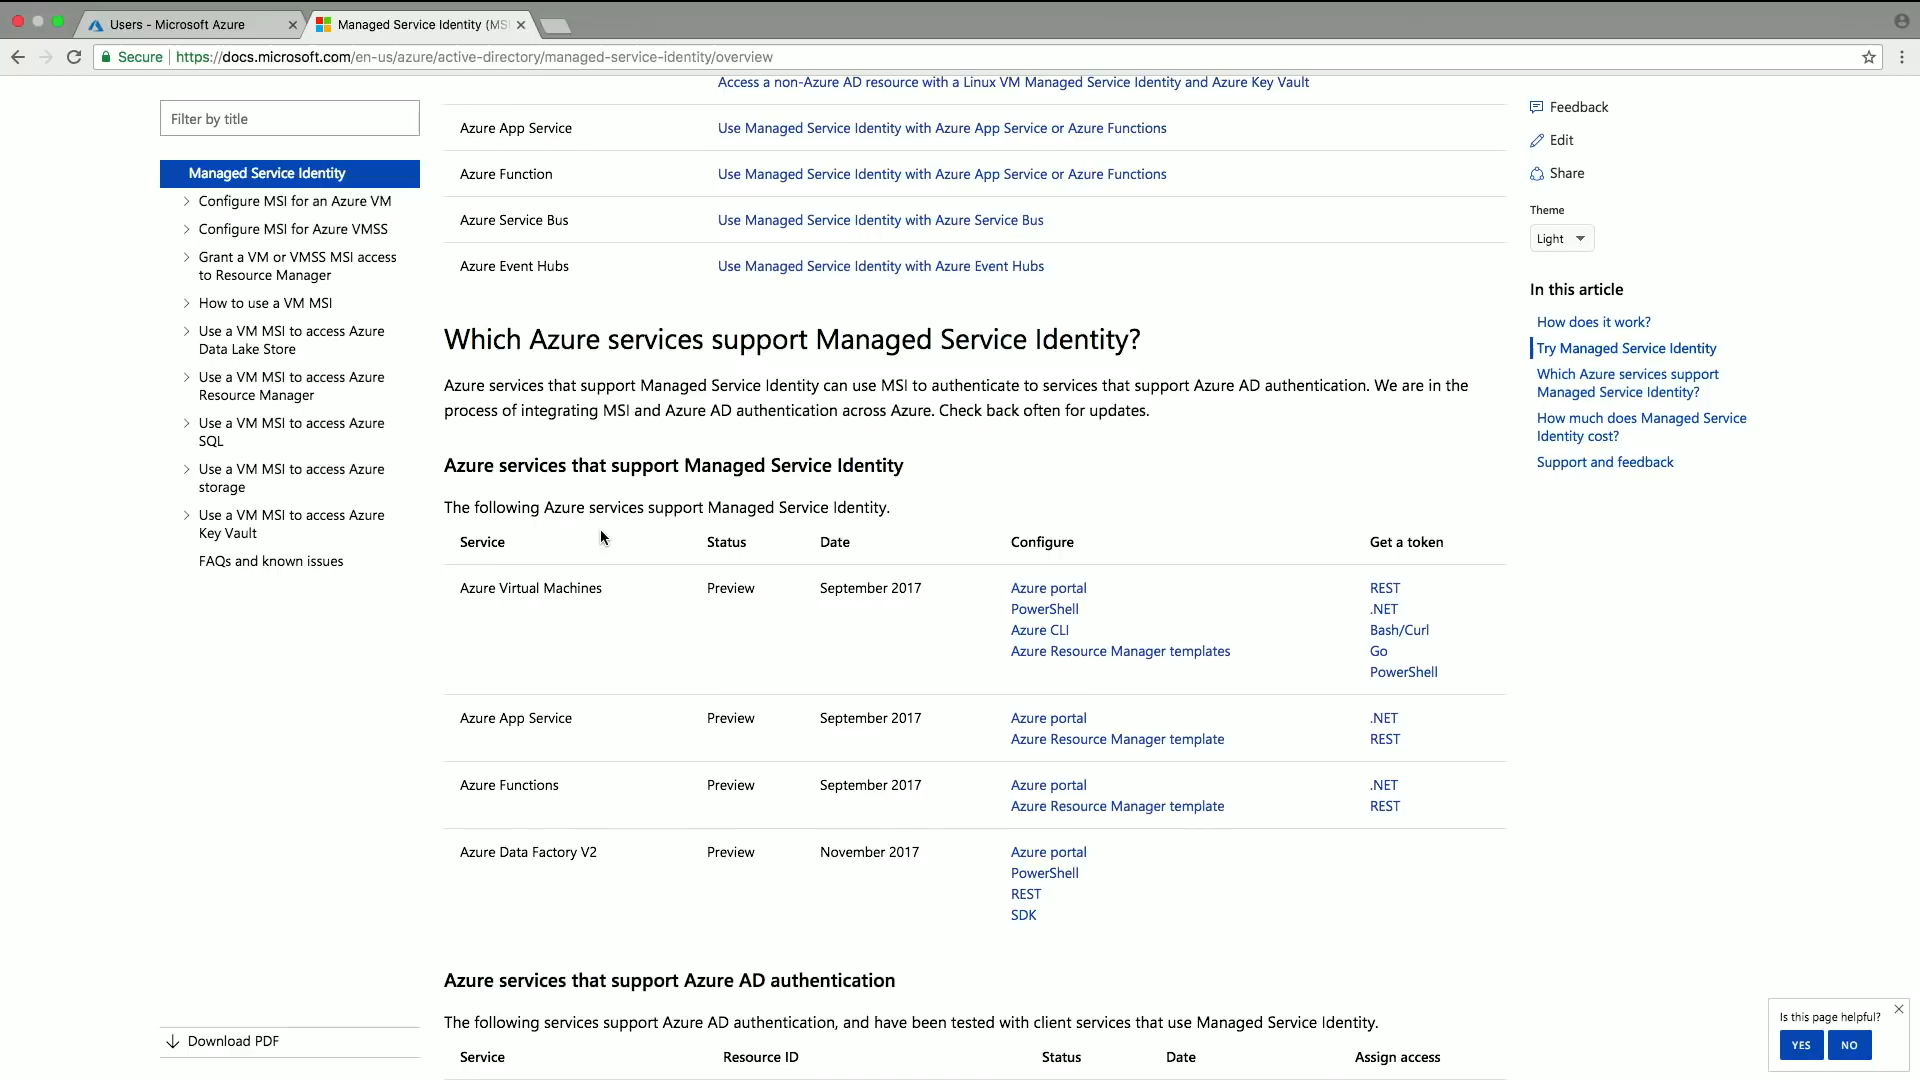 Users - Microsoft Azure
Managed Service Identity (MS
Secure
https://docs.microsoft.com/en-us/azure/active-directory/managed-service-identity/overview
Filter by title
Managed Service Identity
Configure MSI for an Azure VM
Configure MSI for Azure VMSS
Grant a VM or VMSS MSI access
to Resource Manager
How to use a VM MSI
Use a VM MSI to access Azure
Data Lake Store
Use a VM MSI to access Azure
Resource Manager
Use a VM MSI to access Azure
SQL
Use a VM MSI to access Azure
storage
Use a VM MSI to access Azure
Key Vault
FAQs and known issues
Download PDF
Access a non-Azure AD resource with a Linux VM Managed Service Identity and Azure Key Vault
Azure App Service Use Managed Service Identity with Azure App Service or Azure Functions
Azure Function Use Managed Service Identity with Azure App Service or Azure Functions
Azure Service Bus Use Managed Service Identity with Azure Service Bus
Azure Event Hubs Use Managed Service Identity with Azure Event Hubs
Which Azure services support Managed Service Identity?
Azure services that support Managed Service Identity can use MSI to authenticate to services that support Azure AD authentication. We are in the
process of integrating MSI and Azure AD authentication across Azure. Check back often for updates.
Azure services that support Managed Service Identity
The following Azure services support Managed Service Identity.
Service Status Date Configure Get a token
Azure Virtual Machines Preview September 2017 Azure portal REST
PowerShell .NET
Azure CLI Bash/Curl
Azure Resource Manager templates Go
PowerShell
Azure App Service Preview September 2017 Azure portal .NET
Azure Resource Manager template REST
Azure Functions Preview September 2017 Azure portal .NET
Azure Resource Manager template REST
Azure Data Factory V2 Preview November 2017 Azure portal
PowerShell
REST
SDK
Azure services that support Azure AD authentication
The following services support Azure AD authentication, and have been tested with client services that use Managed Service Identity.
Service Resource ID Status Date Assign access
Feedback
Edit
Share
Theme
Light
In this article
How does it work?
Try Managed Service Identity
Which Azure services support
Managed Service Identity?
How much does Managed Service
Identity cost?
Support and feedback
Is this page helpful?
YES NO